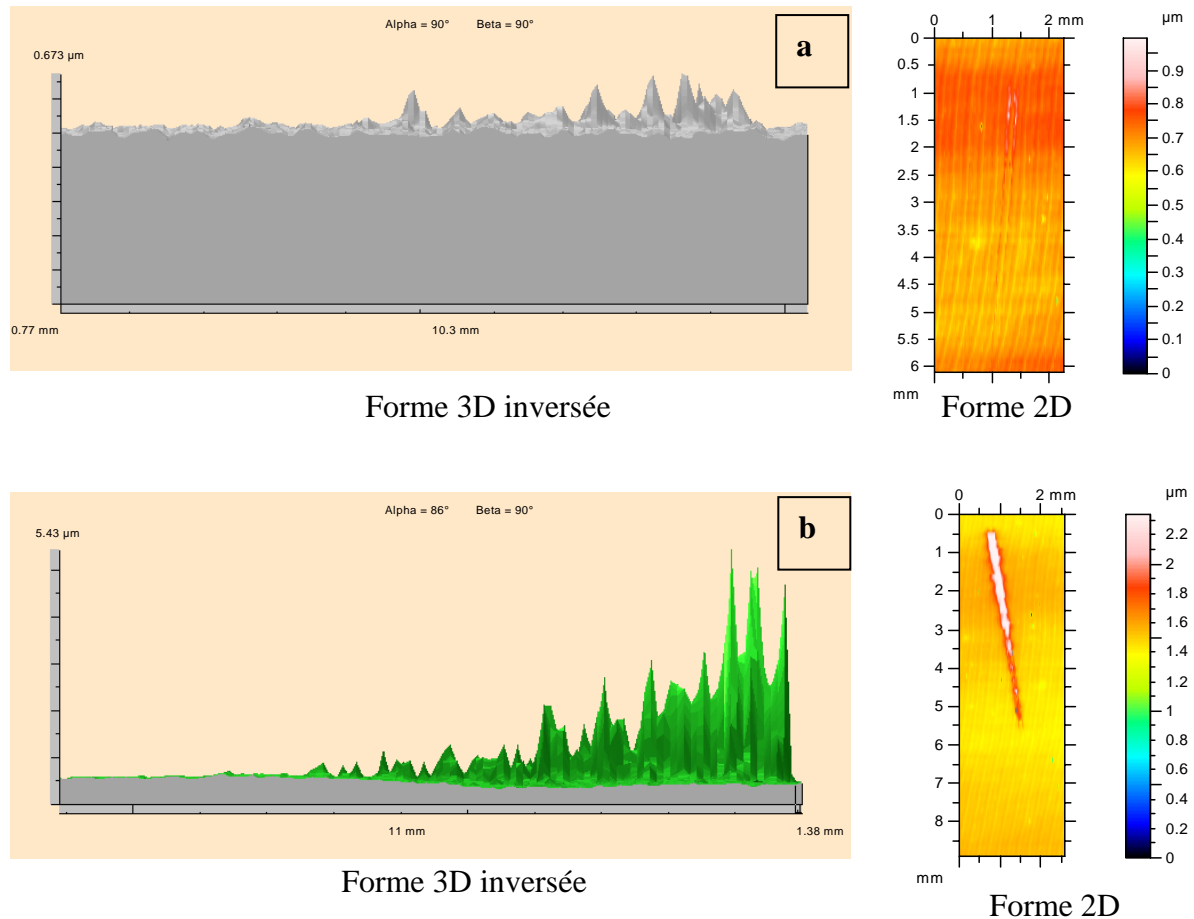 Alpha = 90° Beta = 90°
a
0.673 µm
0.77 mm
10.3 mm
Forme 3D inversée
0 1 2 mm
µm
0
0.5
1
1.5
2
2.5
3
3.5
4
4.5
5
5.5
6
mm
0.9
0.8
0.7
0.6
0.5
0.4
0.3
0.2
0.1
0
Forme 2D
Alpha = 86° Beta = 90°
b
5.43 µm
11 mm
1.38 mm
Forme 3D inversée
0 2 mm
µm
0
1
2
3
4
5
6
7
8
mm
2.2
2
1.8
1.6
1.4
1.2
1
0.8
0.6
0.4
0.2
0
Forme 2D